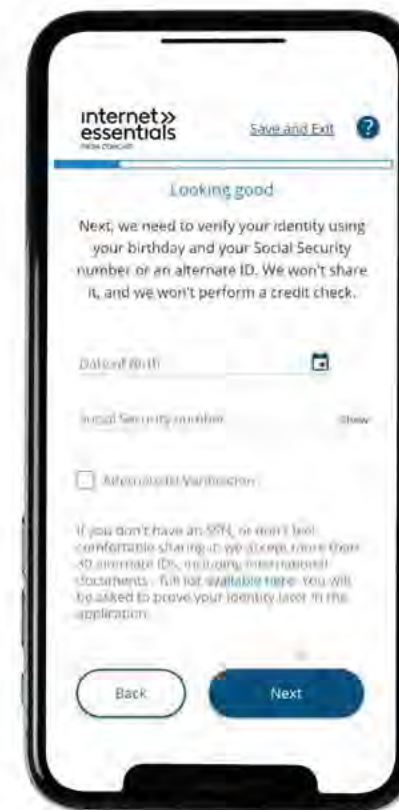 internet»
essentials
FROM COMCAST
Save and Exit
?
Looking good
Next, we need to verify your identity using
your birthday and your Social Security
number or an alternate ID. We won't share
it, and we won't perform a credit check.
Date of Birth
Social Security number
Show
Alternate ID Verification
If you don't have an SSN, or don't feel
comfortable sharing it, we accept more than
30 alternate IDs, including international
documents - full list available here. You will
be asked to prove your identity later in the
application.
Back
Next